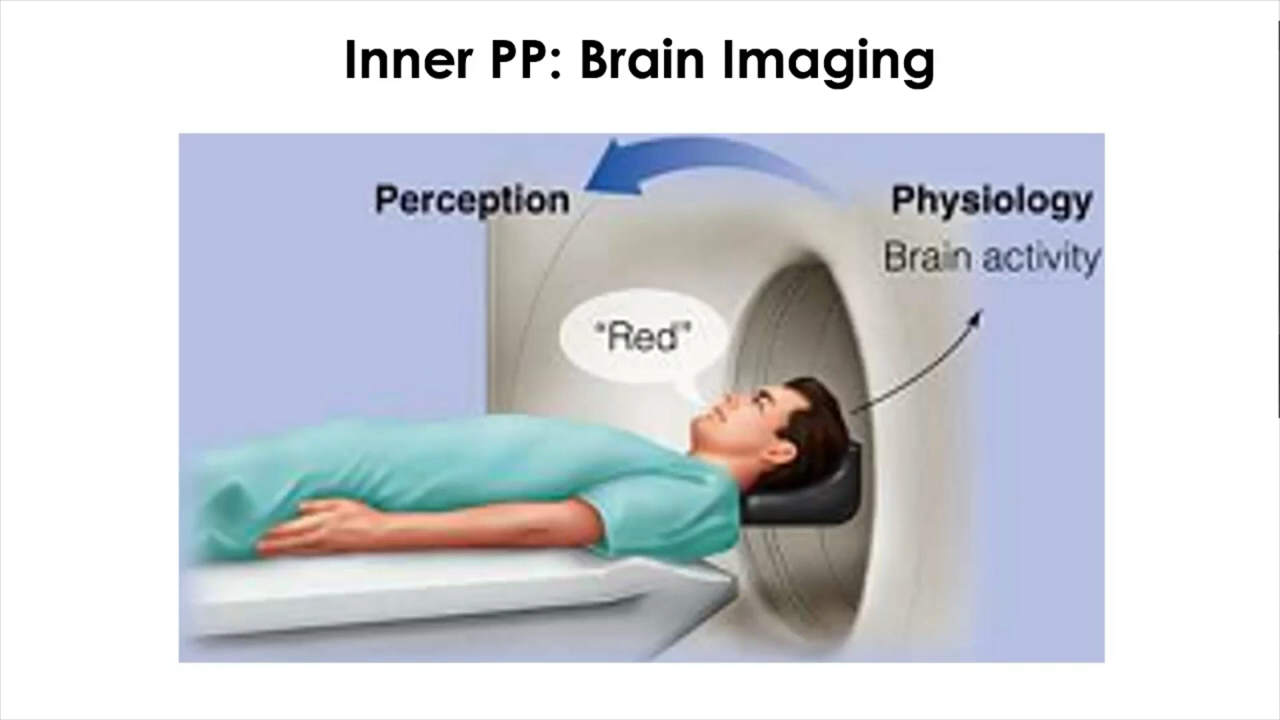 Inner PP: Brain Imaging
Perception
Physiology
Brain activity
"Red"